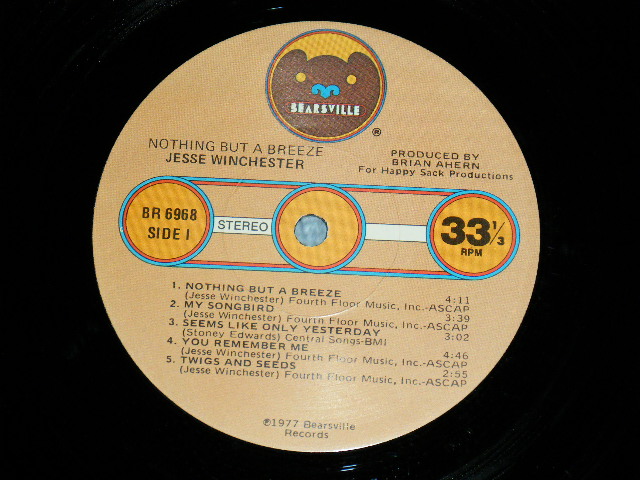 BEARSVILLE
®
NOTHING BUT A BREEZE
JESSE WINCHESTER
PRODUCED BY
BRIAN AHERN
For Happy Sack Productions
BR 6968
SIDE I
STEREO
33 1/3
RPM
1. NOTHING BUT A BREEZE 4:11
(Jesse Winchester) Fourth Floor Music, Inc.-ASCAP
2. MY SONGBIRD 3:39
(Jesse Winchester) Fourth Floor Music, Inc.-ASCAP
3. SEEMS LIKE ONLY YESTERDAY 3:02
(Stoney Edwards) Central Songs-BMI
4. YOU REMEMBER ME 4:46
(Jesse Winchester) Fourth Floor Music, Inc.-ASCAP
5. TWIGS AND SEEDS 2:55
(Jesse Winchester) Fourth Floor Music, Inc.-ASCAP
℗1977 Bearsville
Records